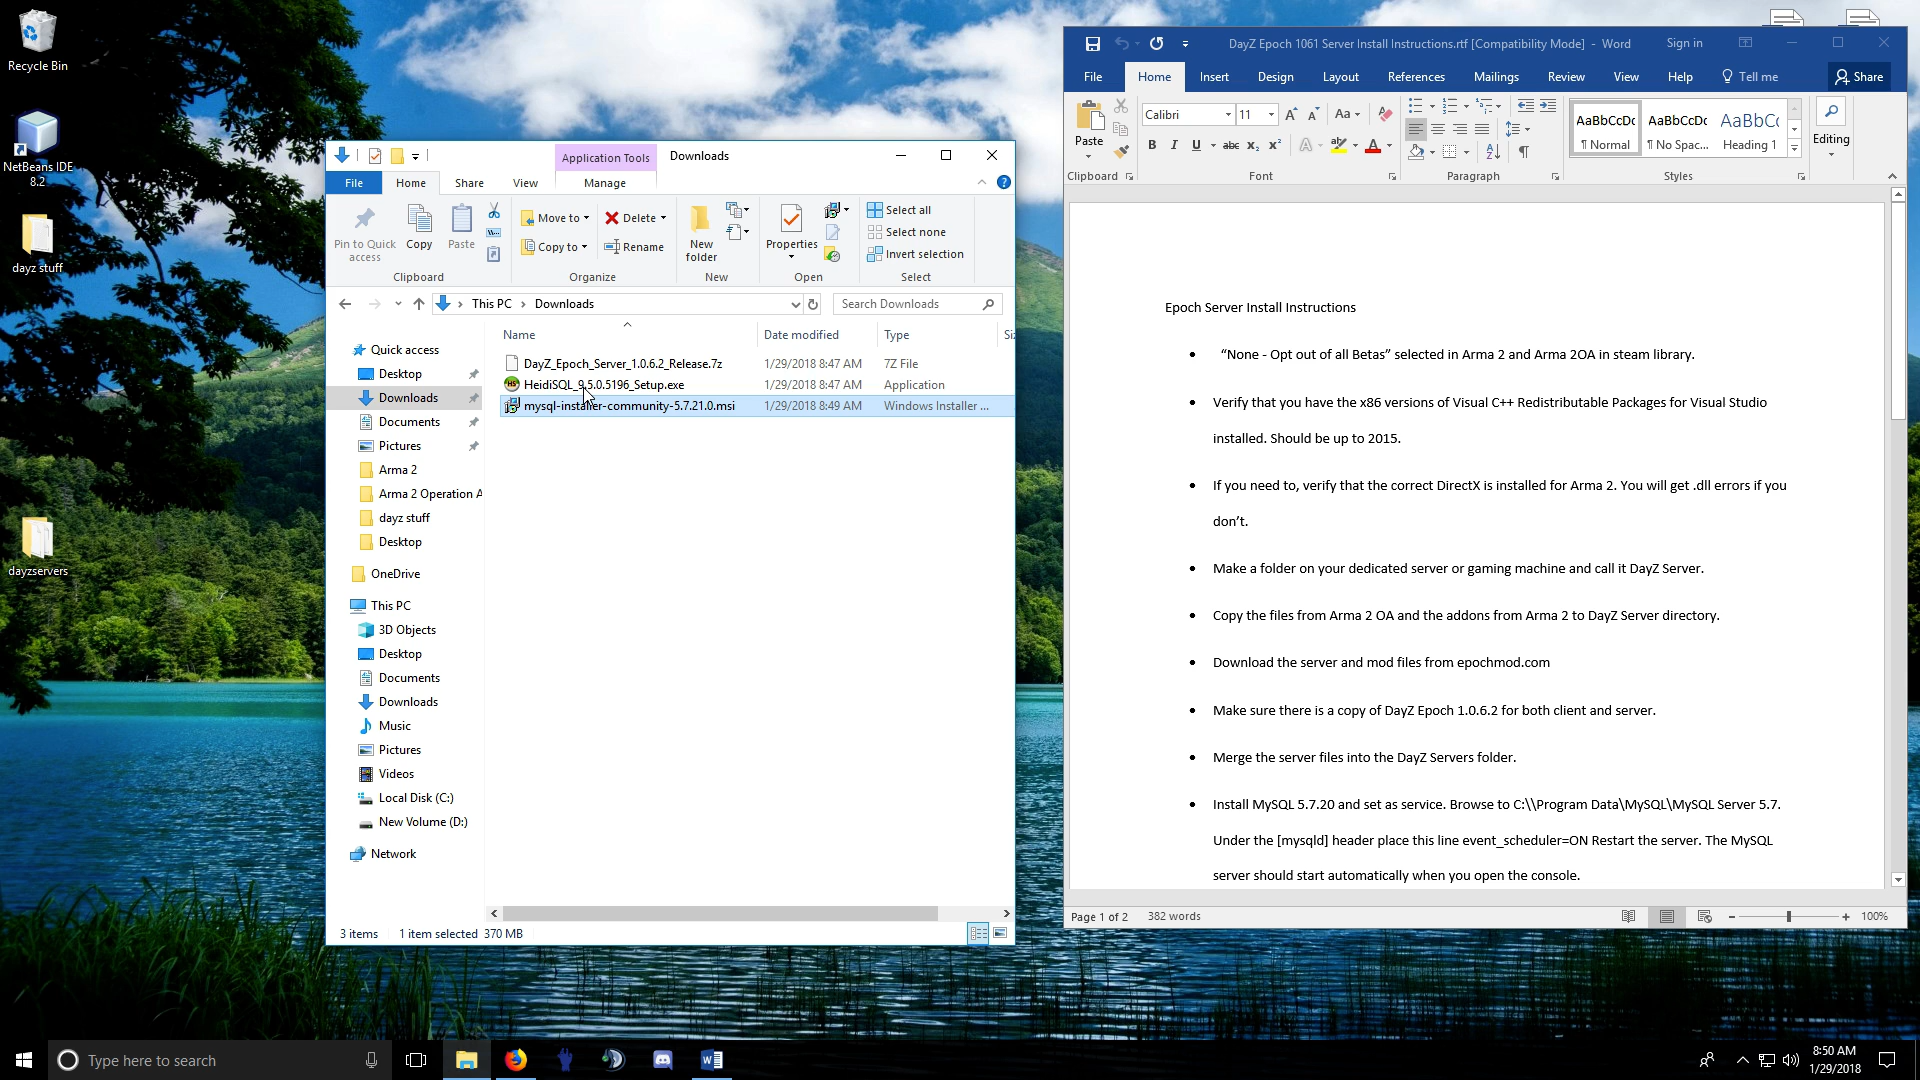 Recycle Bin
NetBeans IDE
8.2
dayz stuff
dayzservers
Application Tools
Downloads
File
Home
Share
View
Manage
Pin to Quick
access
Copy
Paste
Clipboard
Move to
Copy to
Delete
Rename
Organize
New
folder
New
Properties
Open
Select all
Select none
Invert selection
Select
This PC
Downloads
Search Downloads
Name
Date modified
Type
DayZ_Epoch_Server_1.0.6.2_Release.7z 1/29/2018 8:47 AM 7Z File
HeidiSQL_9.5.0.5196_Setup.exe 1/29/2018 8:47 AM Application
mysql-installer-community-5.7.21.0.msi 1/29/2018 8:49 AM Windows Installer ...
Quick access
Desktop
Downloads
Documents
Pictures
Arma 2
Arma 2 Operation A
dayz stuff
Desktop
OneDrive
This PC
3D Objects
Desktop
Documents
Downloads
Music
Pictures
Videos
Local Disk (C:)
New Volume (D:)
Network
3 items 1 item selected 370 MB
DayZ Epoch 1061 Server Install Instructions.rtf [Compatibility Mode] - Word
Sign in
File
Home
Insert
Design
Layout
References
Mailings
Review
View
Help
Tell me
Share
Paste
Clipboard
Calibri
11
Font
Paragraph
AaBbCcDc
¶ Normal
AaBbCcDc
¶ No Spac...
AaBbCc
Heading 1
Styles
Editing
Epoch Server Install Instructions
• “None - Opt out of all Betas” selected in Arma 2 and Arma 2OA in steam library.
• Verify that you have the x86 versions of Visual C++ Redistributable Packages for Visual Studio
installed. Should be up to 2015.
• If you need to, verify that the correct DirectX is installed for Arma 2. You will get .dll errors if you
don’t.
• Make a folder on your dedicated server or gaming machine and call it DayZ Server.
• Copy the files from Arma 2 OA and the addons from Arma 2 to DayZ Server directory.
• Download the server and mod files from epochmod.com
• Make sure there is a copy of DayZ Epoch 1.0.6.2 for both client and server.
• Merge the server files into the DayZ Servers folder.
• Install MySQL 5.7.20 and set as service. Browse to C:\\Program Data\MySQL\MySQL Server 5.7.
Under the [mysqld] header place this line event_scheduler=ON Restart the server. The MySQL
server should start automatically when you open the console.
Page 1 of 2 382 words
100%
Type here to search
8:50 AM
1/29/2018